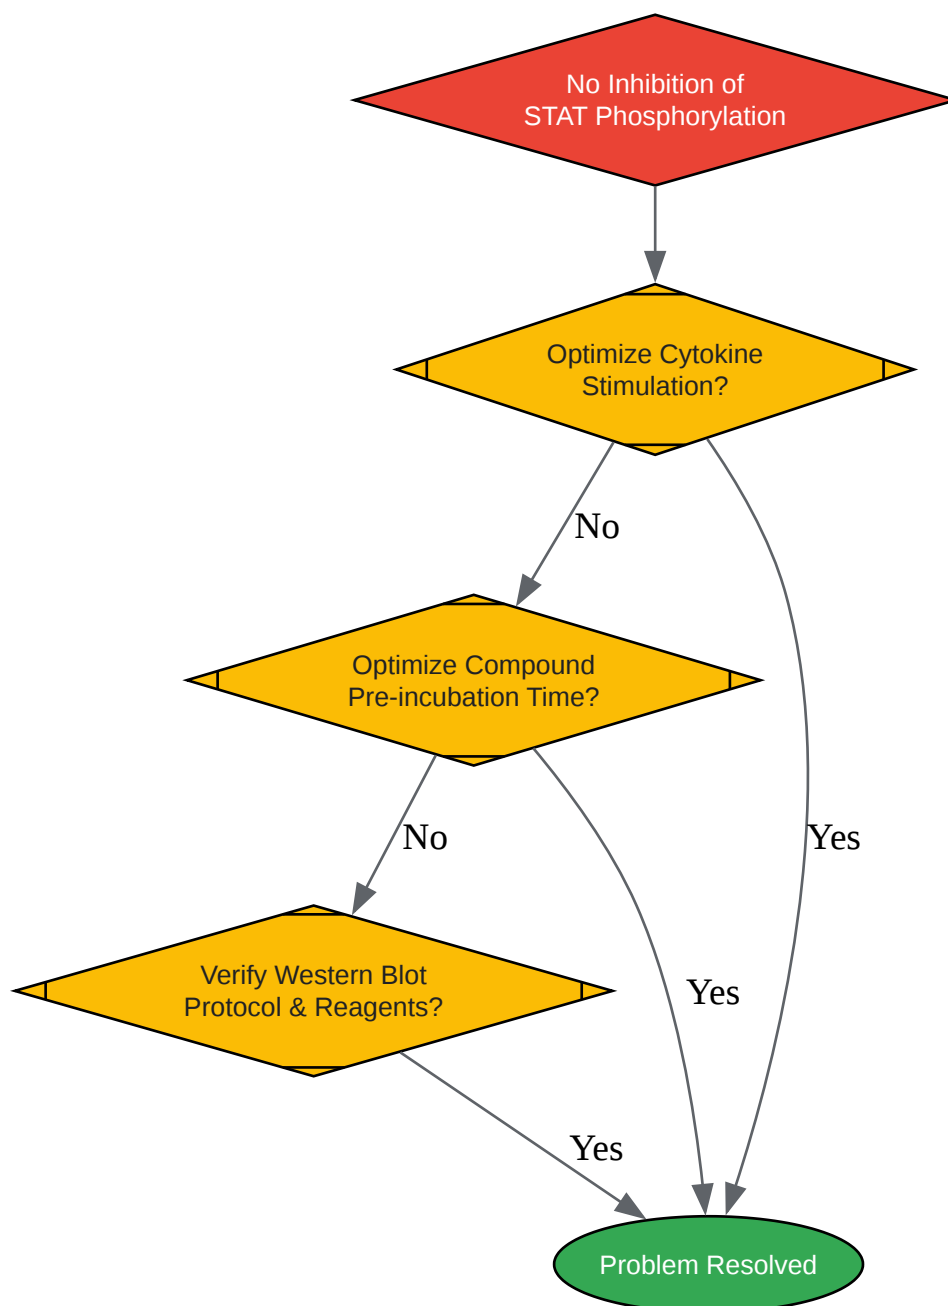 No Inhibition of
STAT Phosphorylation
Optimize Cytokine
Stimulation?
No
Optimize Compound
Pre-incubation Time?
No
Yes
Verify Western Blot
Protocol & Reagents?
Yes
Yes
Problem Resolved